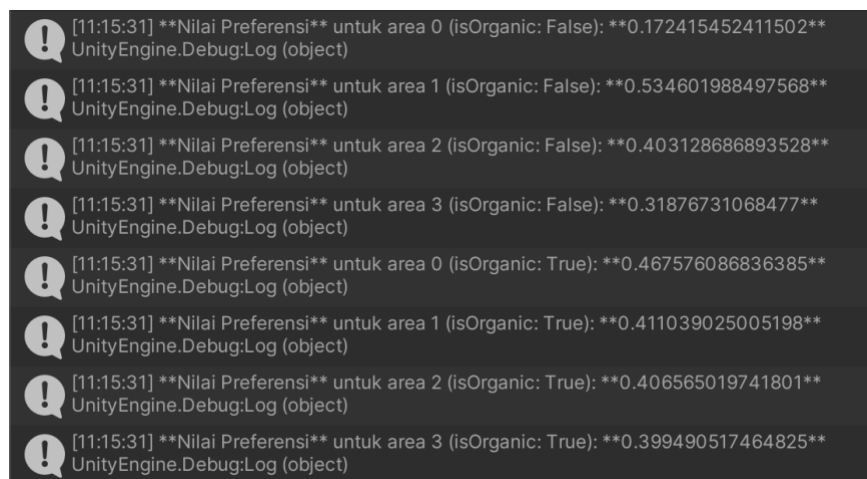 [11:15:31] **Nilai Preferensi** untuk area 0 (isOrganic: False): **0.172415452411502**
UnityEngine.Debug:Log (object)
[11:15:31] **Nilai Preferensi** untuk area 1 (isOrganic: False): **0.534601988497568**
UnityEngine.Debug:Log (object)
[11:15:31] **Nilai Preferensi** untuk area 2 (isOrganic: False): **0.403128686893528**
UnityEngine.Debug:Log (object)
[11:15:31] **Nilai Preferensi** untuk area 3 (isOrganic: False): **0.31876731068477**
UnityEngine.Debug:Log (object)
[11:15:31] **Nilai Preferensi** untuk area 0 (isOrganic: True): **0.467576086836385**
UnityEngine.Debug:Log (object)
[11:15:31] **Nilai Preferensi** untuk area 1 (isOrganic: True): **0.411039025005198**
UnityEngine.Debug:Log (object)
[11:15:31] **Nilai Preferensi** untuk area 2 (isOrganic: True): **0.406565019741801**
UnityEngine.Debug:Log (object)
[11:15:31] **Nilai Preferensi** untuk area 3 (isOrganic: True): **0.399490517464825**
UnityEngine.Debug:Log (object)